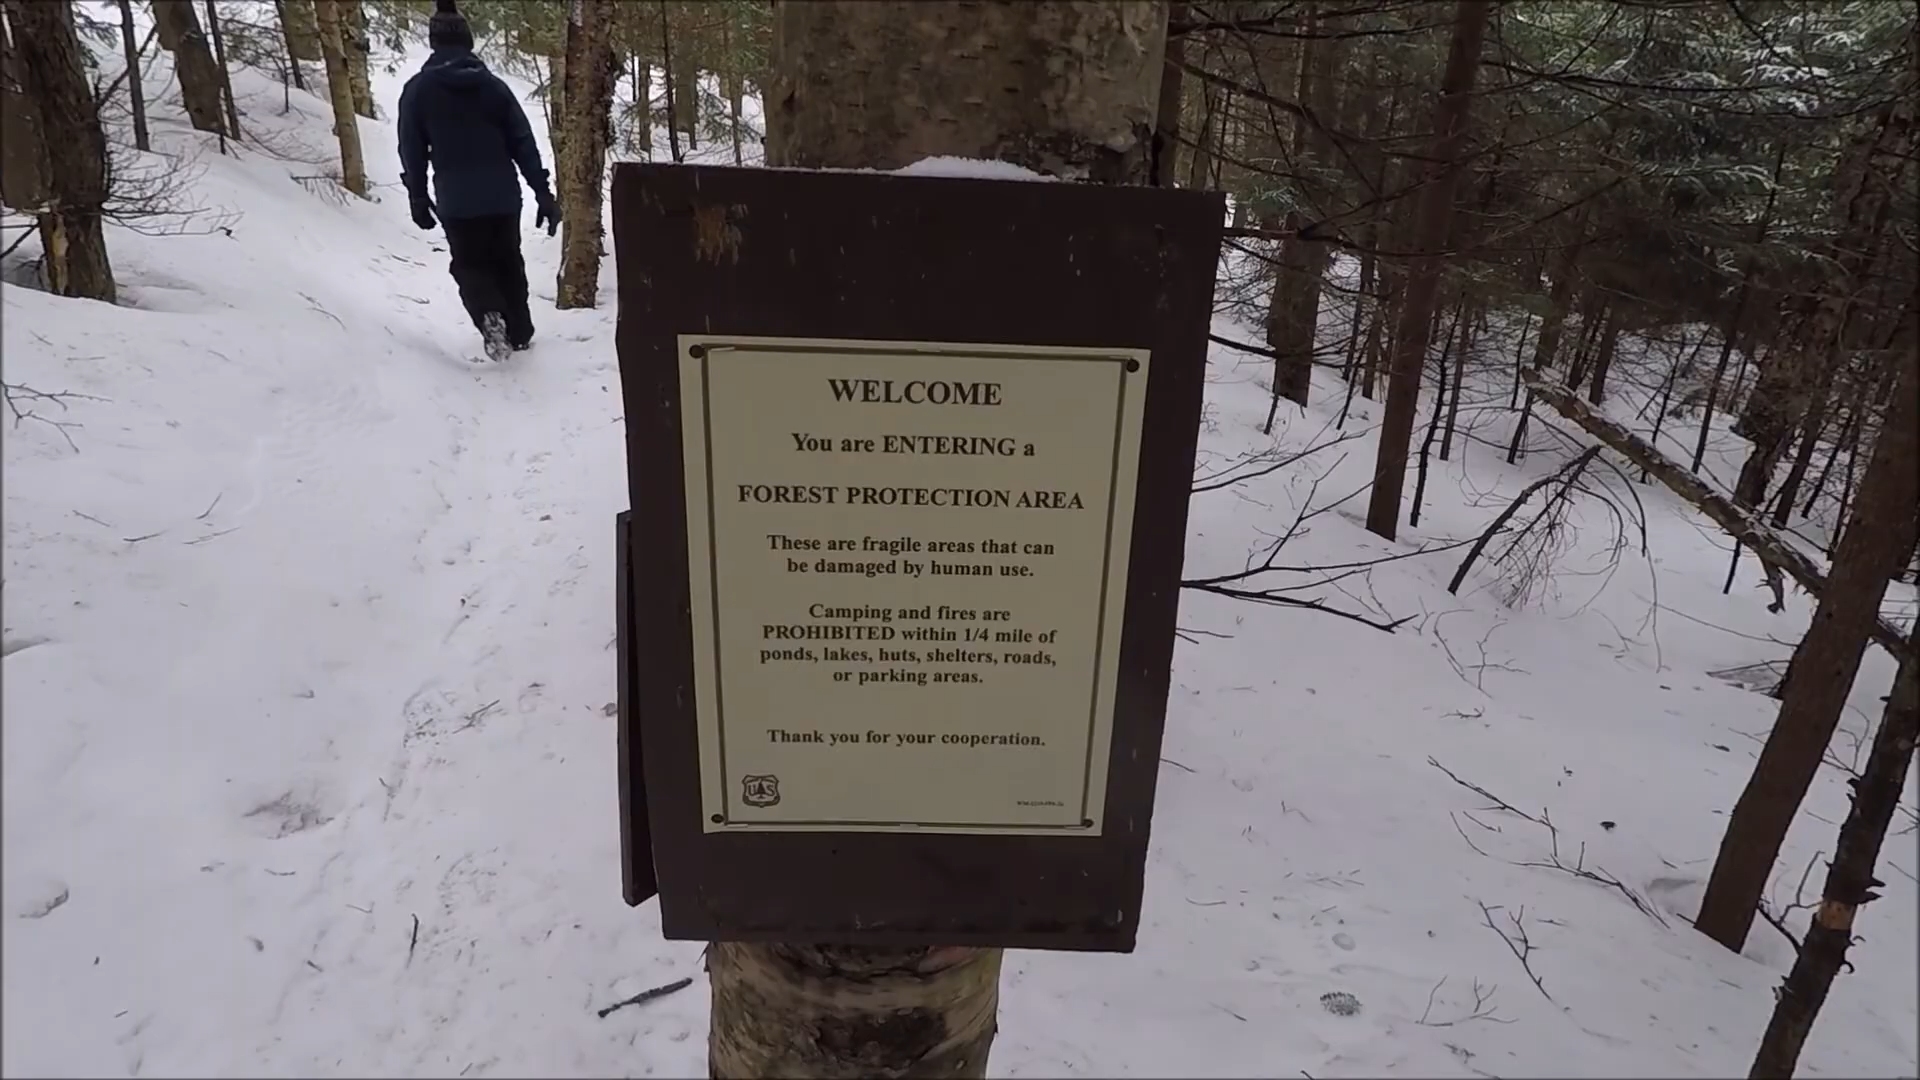 WELCOME
You are ENTERING a
FOREST PROTECTION AREA
These are fragile areas that can
be damaged by human use.
Camping and fires are
PROHIBITED within 1/4 mile of
ponds, lakes, huts, shelters, roads,
or parking areas.
Thank you for your cooperation.
U S